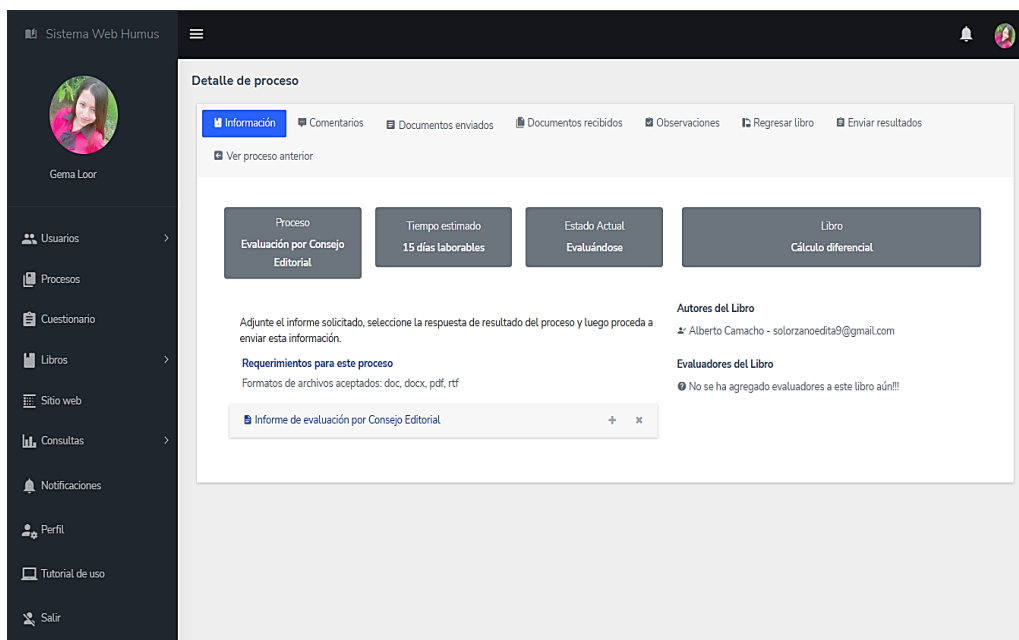 Sistema Web Humus
Gema Loor
Usuarios
Procesos
Cuestionario
Libros
Sitio web
Consultas
Notificaciones
Perfil
Tutorial de uso
Salir
Detalle de proceso
Información
Comentarios
Documentos enviados
Documentos recibidos
Observaciones
Regresar libro
Enviar resultados
Ver proceso anterior
Proceso
Evaluación por Consejo
Editorial
Tiempo estimado
15 días laborables
Estado Actual
Evaluándose
Libro
Cálculo diferencial
Adjunte el informe solicitado, seleccione la respuesta de resultado del proceso y luego proceda a
enviar esta información.
Requerimientos para este proceso
Formatos de archivos aceptados: doc, docx, pdf, rtf
Informe de evaluación por Consejo Editorial
Autores del Libro
Alberto Camacho - solorzanoedita9@gmail.com
Evaluadores del Libro
No se ha agregado evaluadores a este libro aún!!!